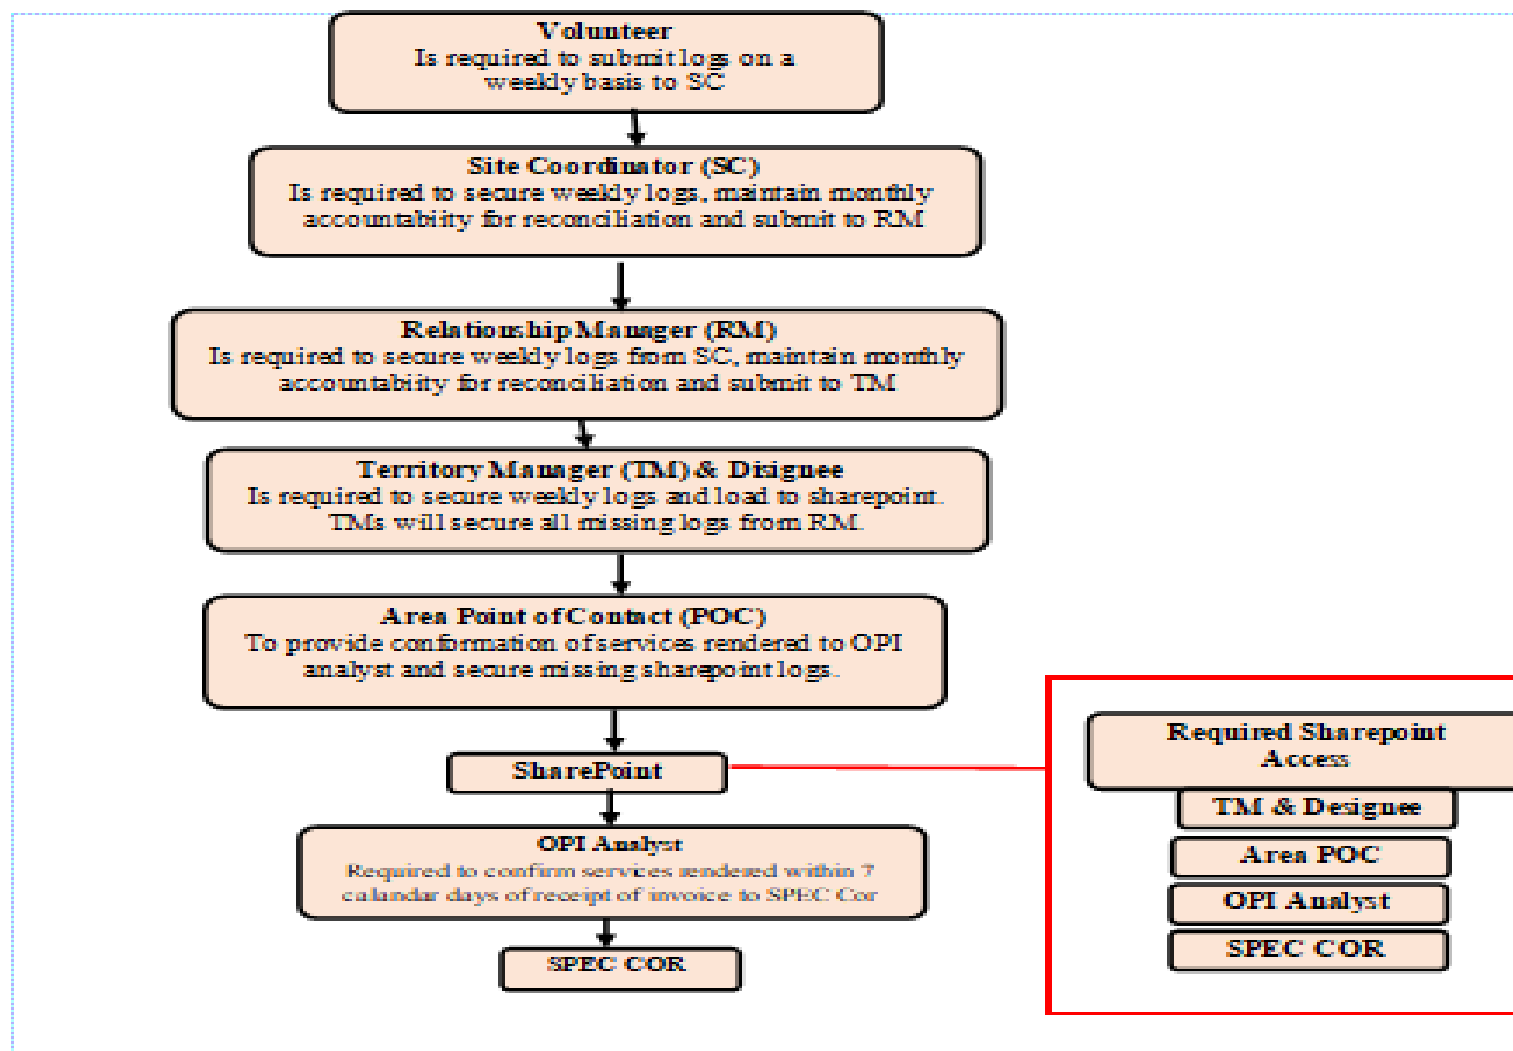 Volunteer
Is required to submit logs on a
weekly basis to SC
Site Coordinator (SC)
Is required to secure weekly logs, maintain monthly
accountability for reconciliation and submit to RM
Relationship Manager (RM)
Is required to secure weekly logs from SC, maintain monthly
accountability for reconciliation and submit to TM
Territory Manager (TM) & Disignee
Is required to secure weekly logs and load to sharepoint.
TMs will secure all missing logs from RM.
Area Point of Contact (POC)
To provide conformation of services rendered to OPI
analyst and secure missing sharepoint logs.
SharePoint
OPI Analyst
Required to confirm services rendered within 7
calandar days of receipt of invoice to SPEC Cor
SPEC COR
Required Sharepoint
Access
TM & Designee
Area POC
OPI Analyst
SPEC COR